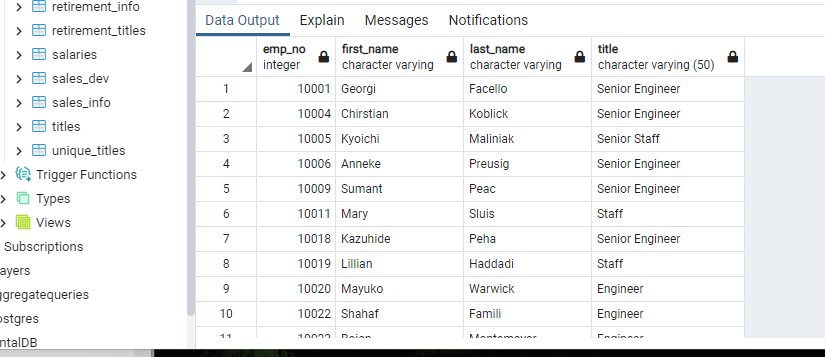 retirement_info
retirement_titles
salaries
sales_dev
sales_info
titles
unique_titles
Trigger Functions
Types
Views
Subscriptions
ayers
ggregatequeries
ostgres
ntalDB
Data Output Explain Messages Notifications
emp_no first_name last_name title
integer character varying character varying character varying (50)
1 10001 Georgi Facello Senior Engineer
2 10004 Chirstian Koblick Senior Engineer
3 10005 Kyoichi Maliniak Senior Staff
4 10006 Anneke Preusig Senior Engineer
5 10009 Sumant Peac Senior Engineer
6 10011 Mary Sluis Staff
7 10018 Kazuhide Peha Senior Engineer
8 10019 Lillian Haddadi Staff
9 10020 Mayuko Warwick Engineer
10 10022 Shahaf Famili Engineer
11 Engineer